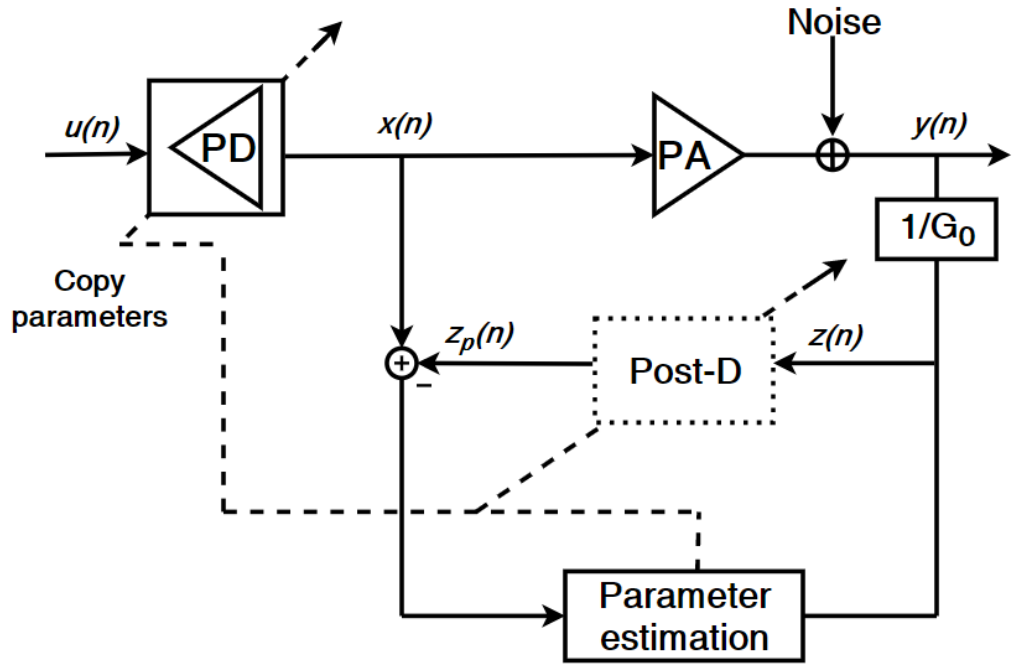 Noise
u(n)
PD
x(n)
PA
y(n)
1/G₀
Copy
parameters
zₚ(n)
Post-D
z(n)
+
−
Parameter
estimation